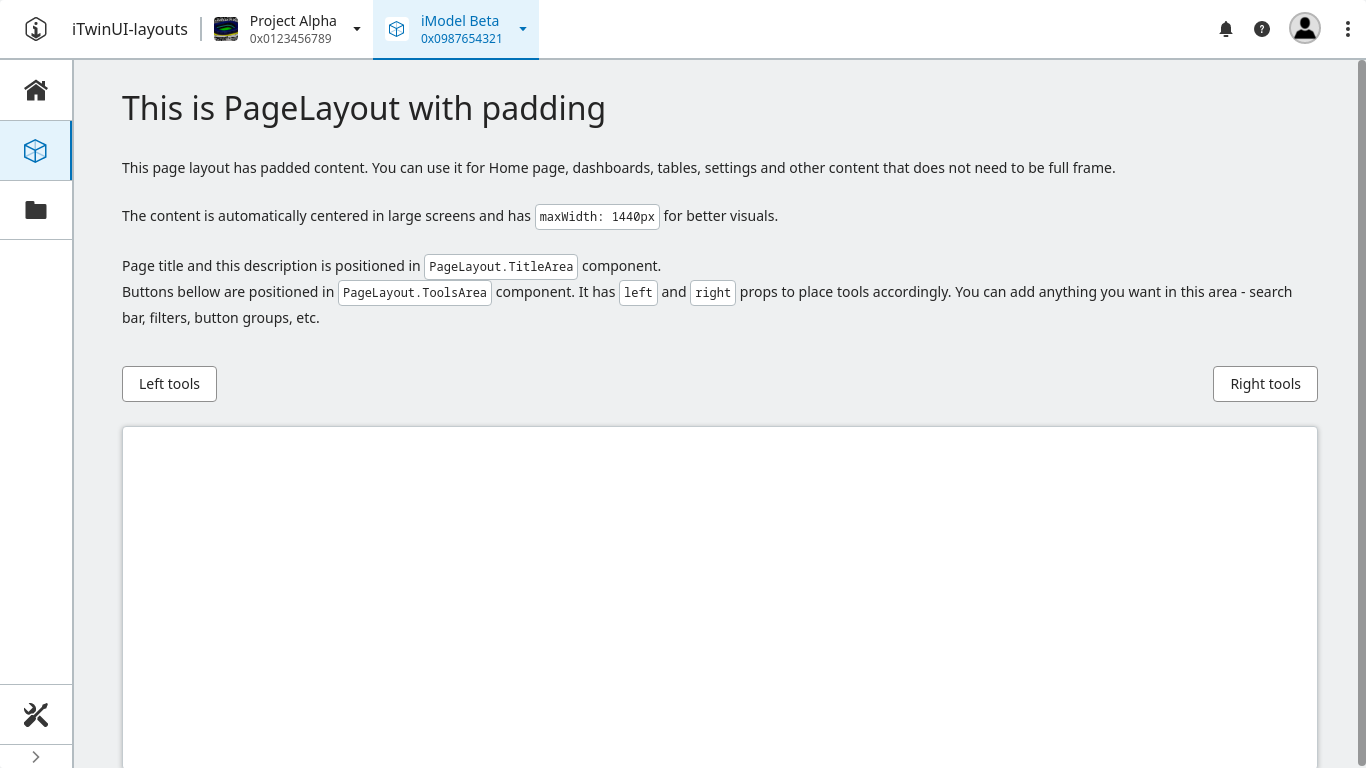 iTwinUI-layouts
Project Alpha
0x0123456789
iModel Beta
0x0987654321
This is PageLayout with padding
This page layout has padded content. You can use it for Home page, dashboards, tables, settings and other content that does not need to be full frame.
The content is automatically centered in large screens and has maxWidth: 1440px for better visuals.
Page title and this description is positioned in PageLayout.TitleArea component.
Buttons bellow are positioned in PageLayout.ToolsArea component. It has left and right props to place tools accordingly. You can add anything you want in this area - search
bar, filters, button groups, etc.
Left tools
Right tools